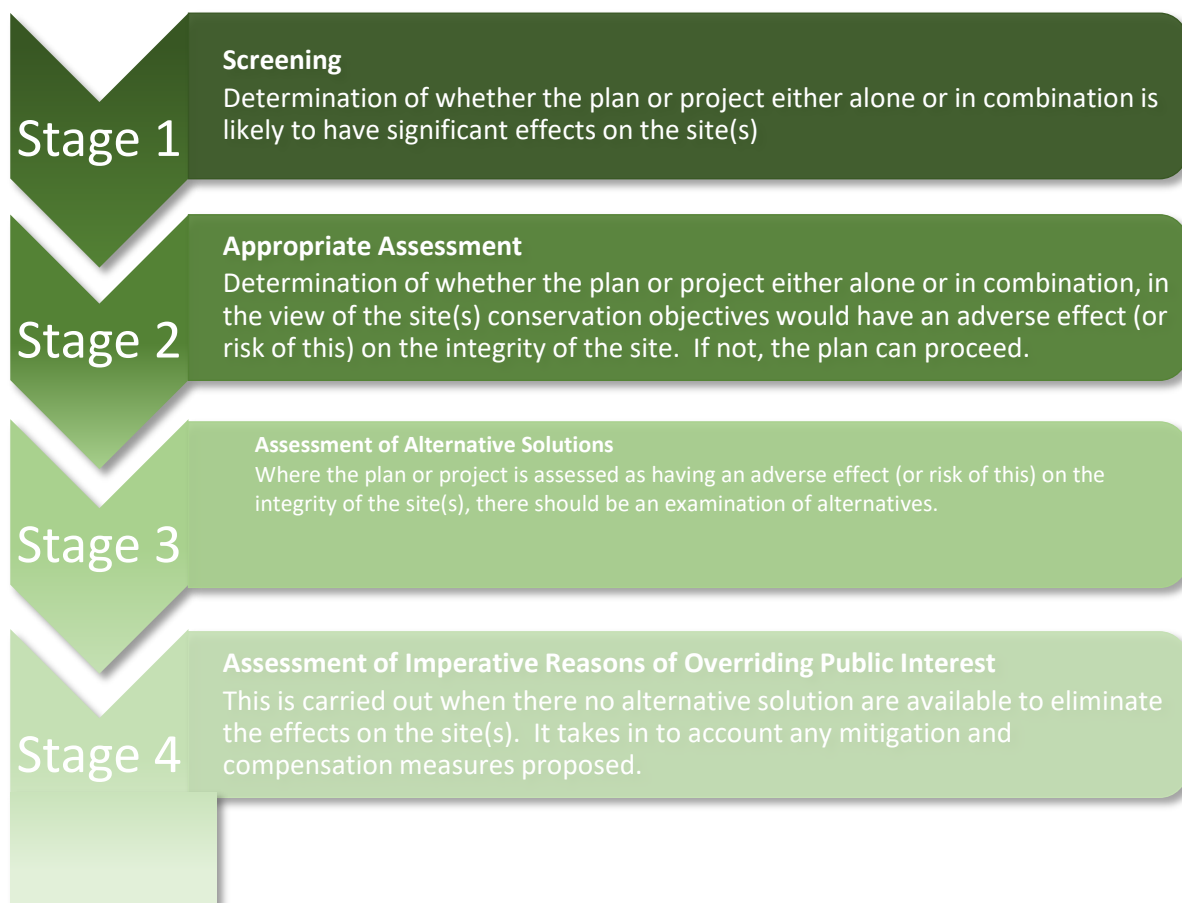 Stage 1
Screening
Determination of whether the plan or project either alone or in combination is
likely to have significant effects on the site(s)
Stage 2
Appropriate Assessment
Determination of whether the plan or project either alone or in combination, in
the view of the site(s) conservation objectives would have an adverse effect (or
risk of this) on the integrity of the site.  If not, the plan can proceed.
Stage 3
Assessment of Alternative Solutions
Where the plan or project is assessed as having an adverse effect (or risk of this) on the
integrity of the site(s), there should be an examination of alternatives.
Stage 4
Assessment of Imperative Reasons of Overriding Public Interest
This is carried out when there no alternative solution are available to eliminate
the effects on the site(s).  It takes in to account any mitigation and
compensation measures proposed.